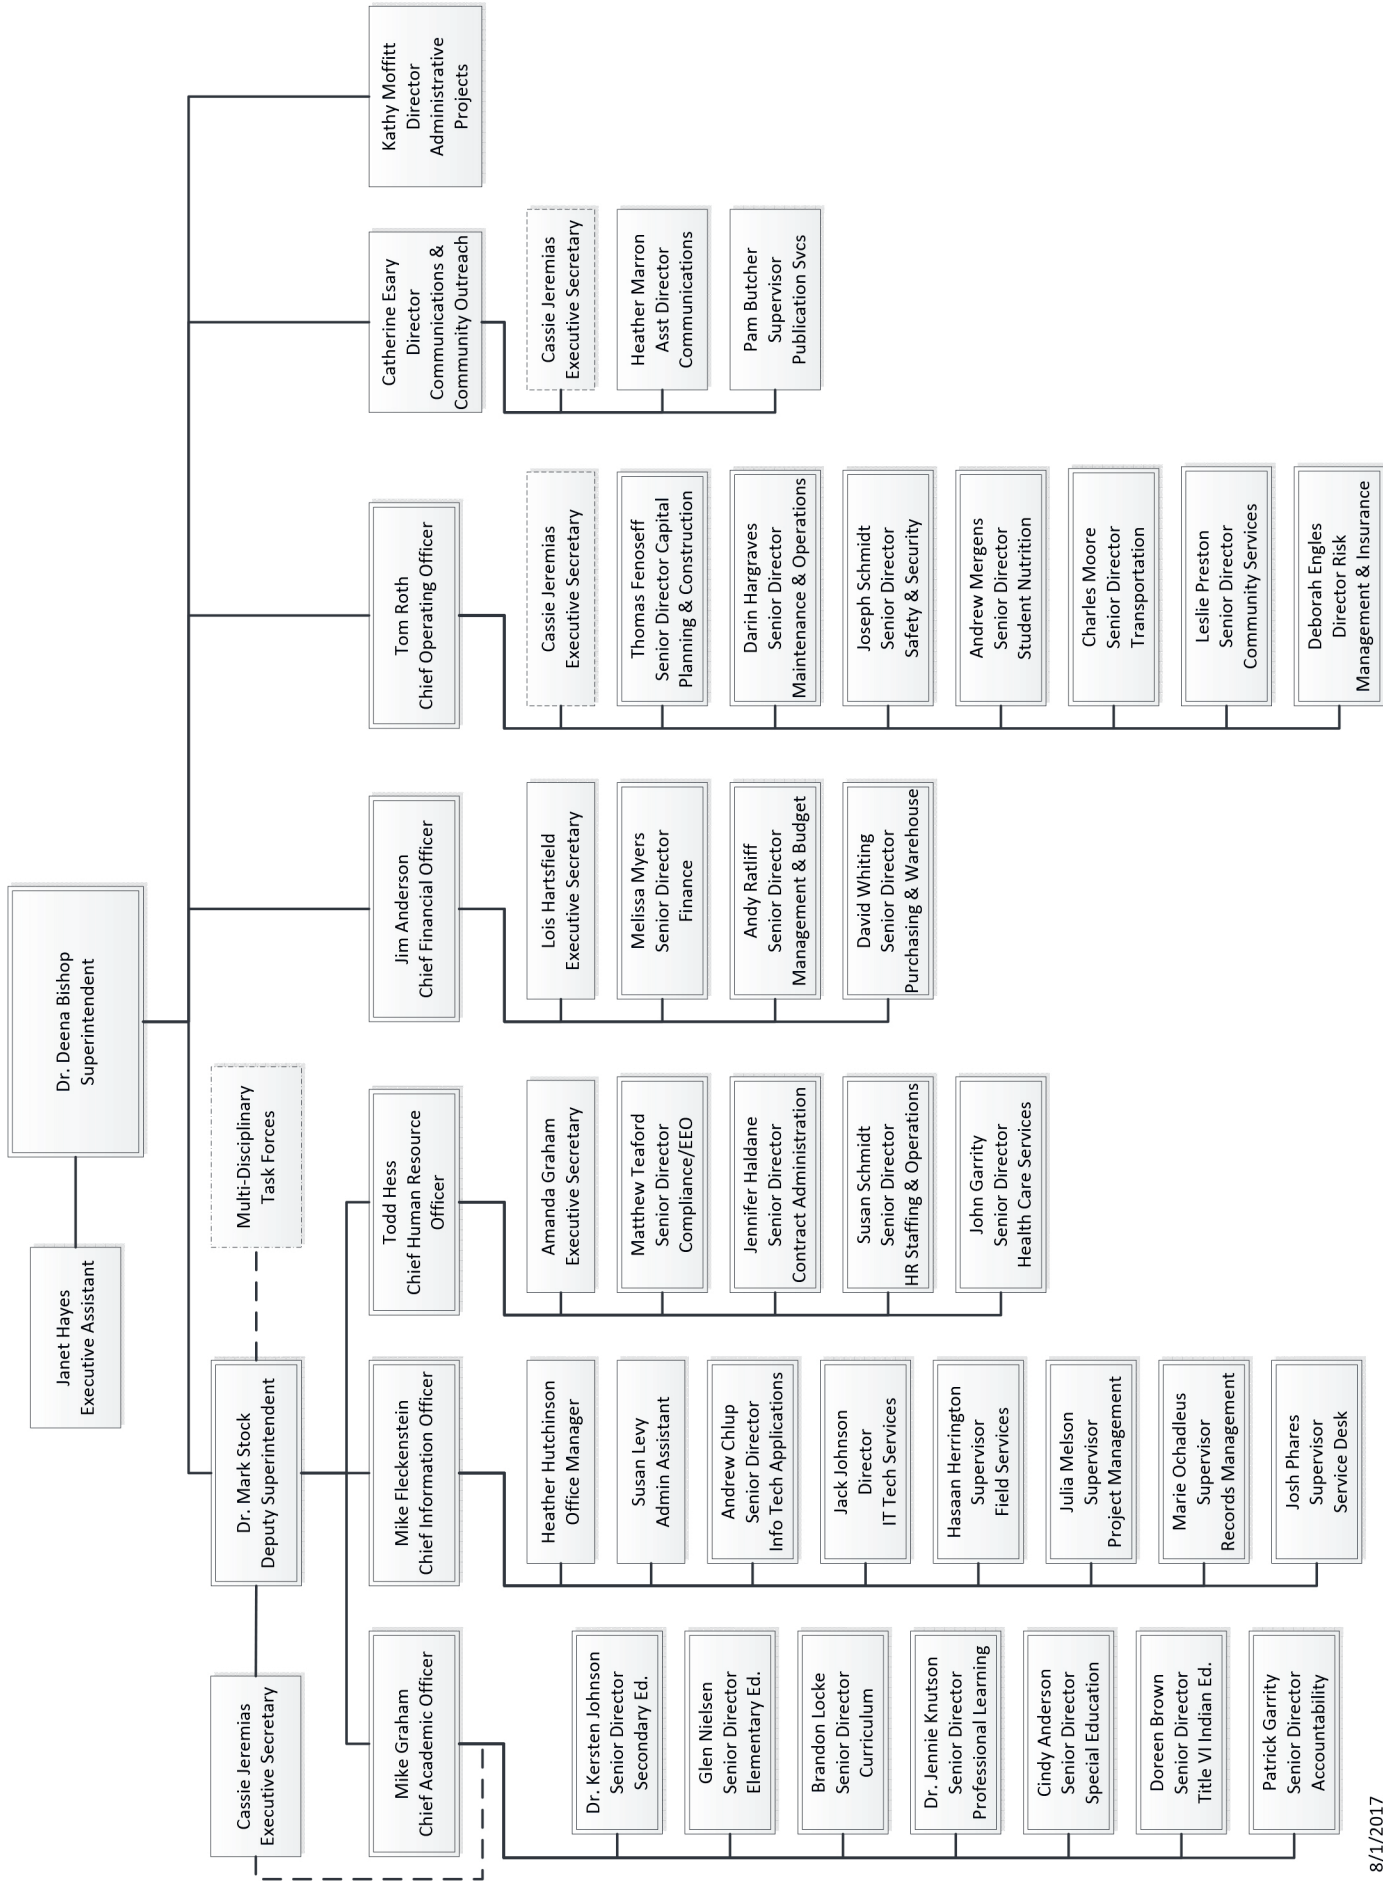 Dr. Deena Bishop
Superintendent
Janet Hayes
Executive Assistant
Cassie Jeremias
Executive Secretary
Dr. Mark Stock
Deputy Superintendent
Multi-Disciplinary
Task Forces
Mike Graham
Chief Academic Officer
Dr. Kersten Johnson
Senior Director
Secondary Ed.
Glen Nielsen
Senior Director
Elementary Ed.
Brandon Locke
Senior Director
Curriculum
Dr. Jennie Knutson
Senior Director
Professional Learning
Cindy Anderson
Senior Director
Special Education
Doreen Brown
Senior Director
Title VI Indian Ed.
Patrick Garrity
Senior Director
Accountability
Mike Fleckenstein
Chief Information Officer
Heather Hutchinson
Office Manager
Susan Levy
Admin Assistant
Andrew Chlup
Senior Director
Info Tech Applications
Jack Johnson
Director
IT Tech Services
Hasaan Herrington
Supervisor
Field Services
Julia Melson
Supervisor
Project Management
Marie Ochadleus
Supervisor
Records Management
Josh Phares
Supervisor
Service Desk
Todd Hess
Chief Human Resource
Officer
Amanda Graham
Executive Secretary
Matthew Teaford
Senior Director
Compliance/EEO
Jennifer Haldane
Senior Director
Contract Administration
Susan Schmidt
Senior Director
HR Staffing & Operations
John Garrity
Senior Director
Health Care Services
Jim Anderson
Chief Financial Officer
Lois Hartsfield
Executive Secretary
Melissa Myers
Senior Director
Finance
Andy Ratliff
Senior Director
Management & Budget
David Whiting
Senior Director
Purchasing & Warehouse
Tom Roth
Chief Operating Officer
Cassie Jeremias
Executive Secretary
Thomas Fenoseff
Senior Director Capital
Planning & Construction
Darin Hargraves
Senior Director
Maintenance & Operations
Joseph Schmidt
Senior Director
Safety & Security
Andrew Mergens
Senior Director
Student Nutrition
Charles Moore
Senior Director
Transportation
Leslie Preston
Senior Director
Community Services
Deborah Engles
Director Risk
Management & Insurance
Catherine Esary
Director
Communications &
Community Outreach
Cassie Jeremias
Executive Secretary
Heather Marron
Asst Director
Communications
Pam Butcher
Supervisor
Publication Svcs
Kathy Moffitt
Director
Administrative
Projects
8/1/2017